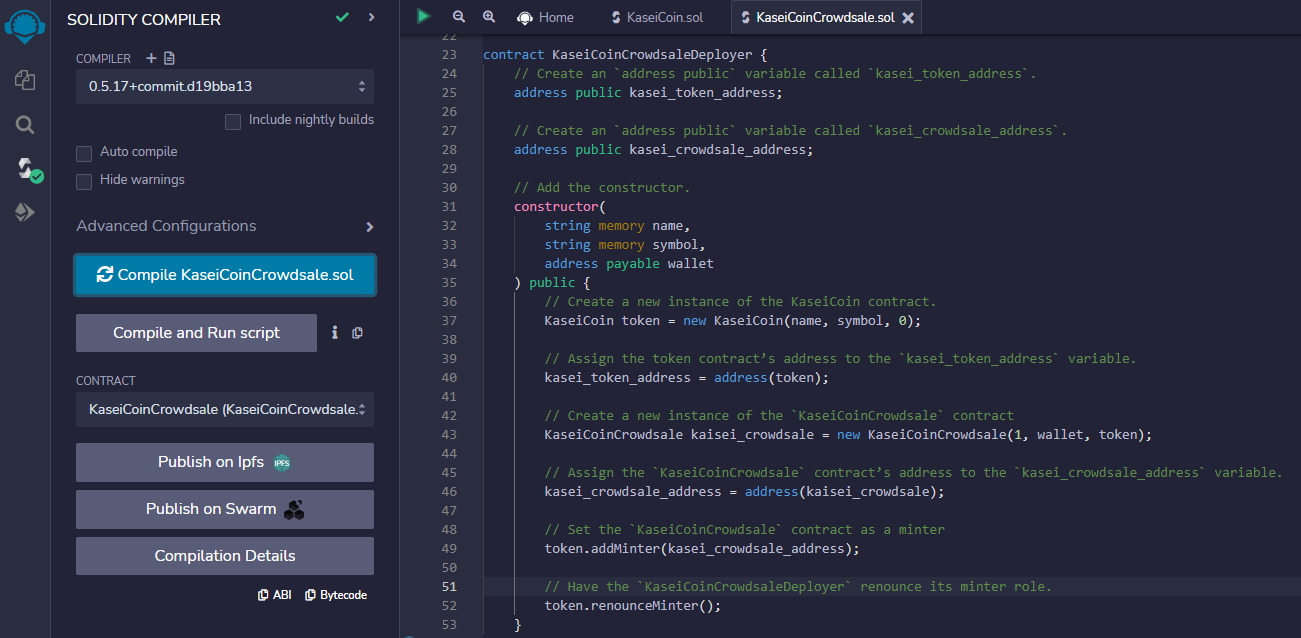 SOLIDITY COMPILER
COMPILER
0.5.17+commit.d19bba13
Include nightly builds
Auto compile
Hide warnings
Advanced Configurations
Compile KaseiCoinCrowdsale.sol
Compile and Run script
CONTRACT
KaseiCoinCrowdsale (KaseiCoinCrowdsale.
Publish on Ipfs IPFS
Publish on Swarm
Compilation Details
ABI Bytecode
Home KaseiCoin.sol KaseiCoinCrowdsale.sol
22
23 contract KaseiCoinCrowdsaleDeployer {
24 // Create an `address public` variable called `kasei_token_address`.
25 address public kasei_token_address;
26
27 // Create an `address public` variable called `kasei_crowdsale_address`.
28 address public kasei_crowdsale_address;
29
30 // Add the constructor.
31 constructor(
32 string memory name,
33 string memory symbol,
34 address payable wallet
35 ) public {
36 // Create a new instance of the KaseiCoin contract.
37 KaseiCoin token = new KaseiCoin(name, symbol, 0);
38
39 // Assign the token contract’s address to the `kasei_token_address` variable.
40 kasei_token_address = address(token);
41
42 // Create a new instance of the `KaseiCoinCrowdsale` contract
43 KaseiCoinCrowdsale kaisei_crowdsale = new KaseiCoinCrowdsale(1, wallet, token);
44
45 // Assign the `KaseiCoinCrowdsale` contract’s address to the `kasei_crowdsale_address` variable.
46 kasei_crowdsale_address = address(kaisei_crowdsale);
47
48 // Set the `KaseiCoinCrowdsale` contract as a minter
49 token.addMinter(kasei_crowdsale_address);
50
51 // Have the `KaseiCoinCrowdsaleDeployer` renounce its minter role.
52 token.renounceMinter();
53 }